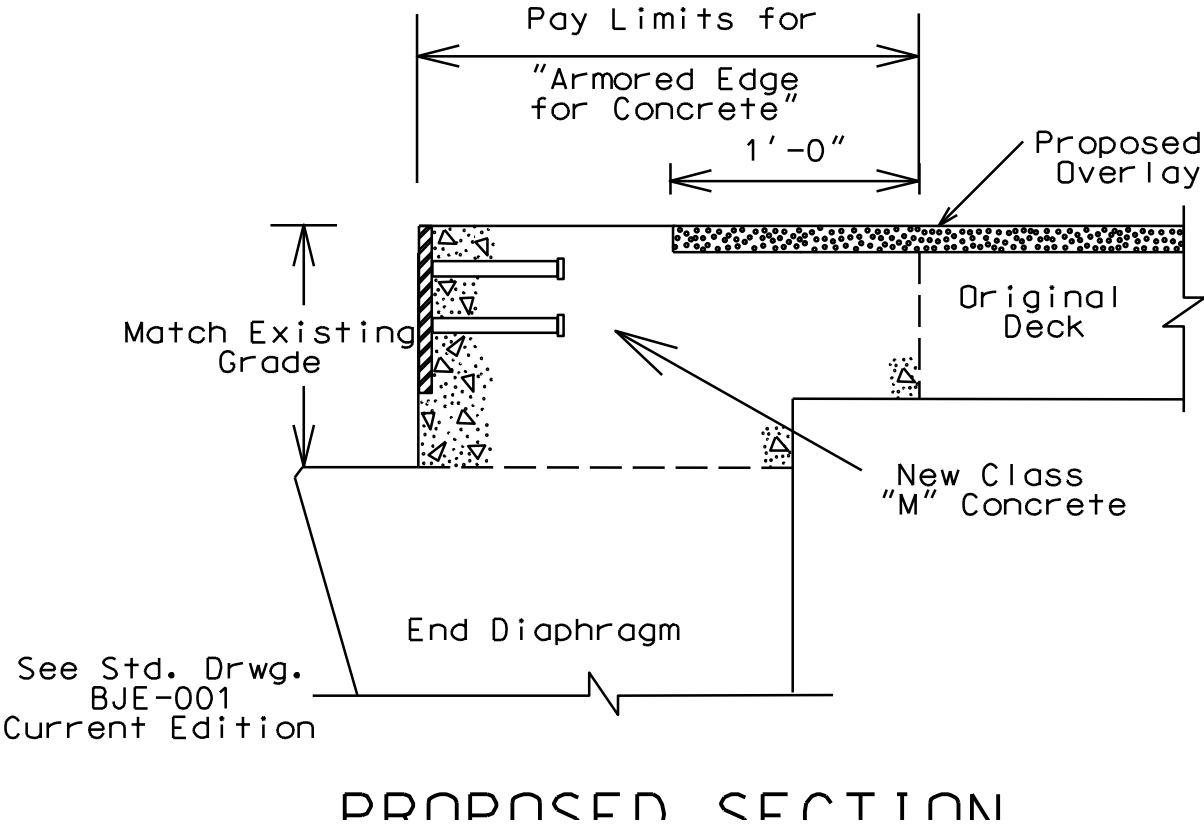 Pay Limits for
"Armored Edge
for Concrete"
1'-0"
Proposed
Overlay
Original
Deck
Match Existing
Grade
New Class
"M" Concrete
End Diaphragm
See Std. Drwg.
BJE-001
Current Edition
PROPOSED SECTION